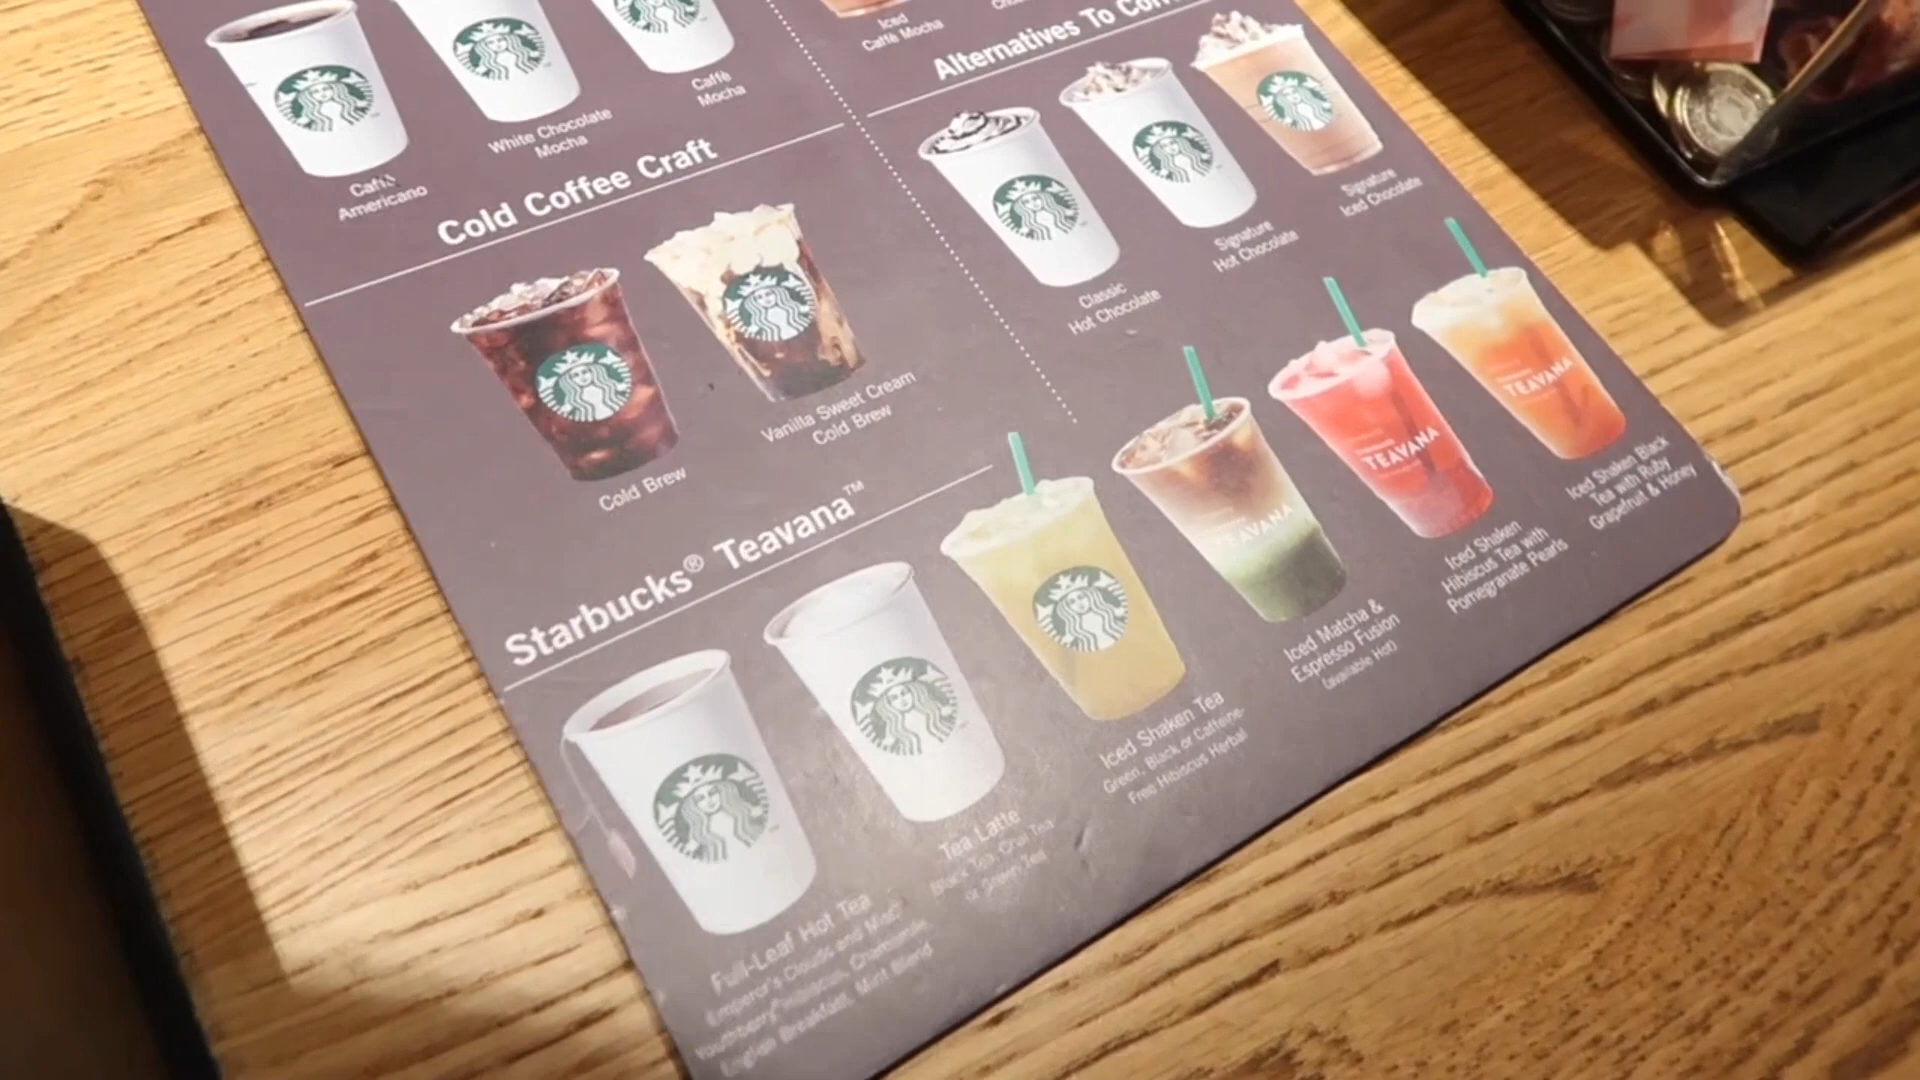 Caffè
Americano
White Chocolate
Mocha
Caffè
Mocha
Iced
Caffè Mocha
Cold Coffee Craft
Cold Brew
Vanilla Sweet Cream
Cold Brew
Alternatives To
Classic
Hot Chocolate
Signature
Hot Chocolate
Signature
Iced Chocolate
Starbucks® Teavana™
Full-Leaf Hot Tea
Emperor's Clouds and Mist,
Youthberry, Hibiscus, Chamomile,
English Breakfast, Mint Blend
Tea Latte
Black Tea, Chai Tea
or Green Tea
Iced Shaken Tea
Green, Black or Caffeine-
Free Hibiscus Herbal
TEAVANA
Iced Matcha &
Espresso Fusion
(available Hot)
TEAVANA
Iced Shaken
Hibiscus Tea with
Pomegranate Pearls
TEAVANA
Iced Shaken Black
Tea with Ruby
Grapefruit & Honey